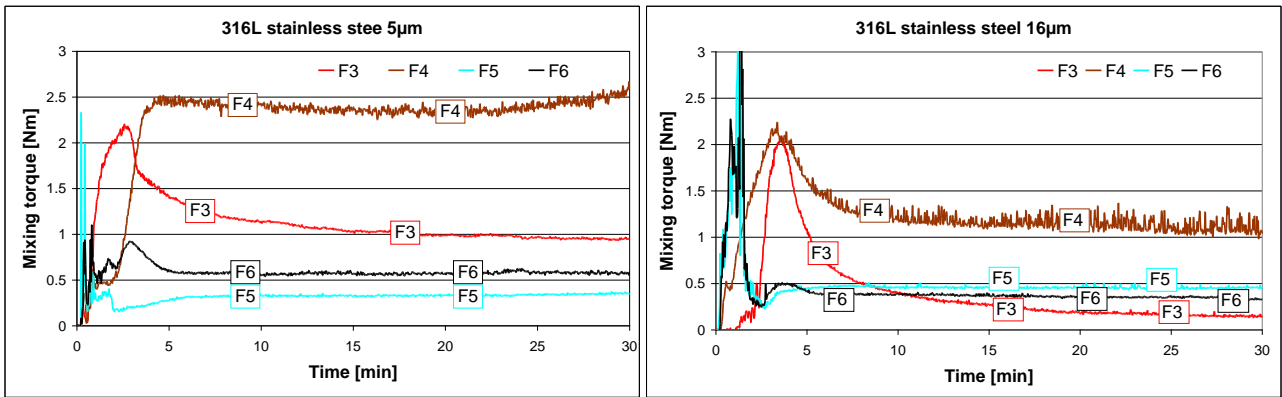 316L stainless stee 5µm
F3 F4 F5 F6
3
2.5
2
1.5
1
0.5
0
F4
F4
F3
F3
F6
F6
F5
F5
0 5 10 15 20 25 30
Mixing torque [Nm]
Time [min]
316L stainless steel 16µm
F3 F4 F5 F6
3
2.5
2
1.5
1
0.5
0
F4
F4
F3
F5
F5
F6
F6
F6
F3
F3
0 5 10 15 20 25 30
Mixing torque [Nm]
Time [min]